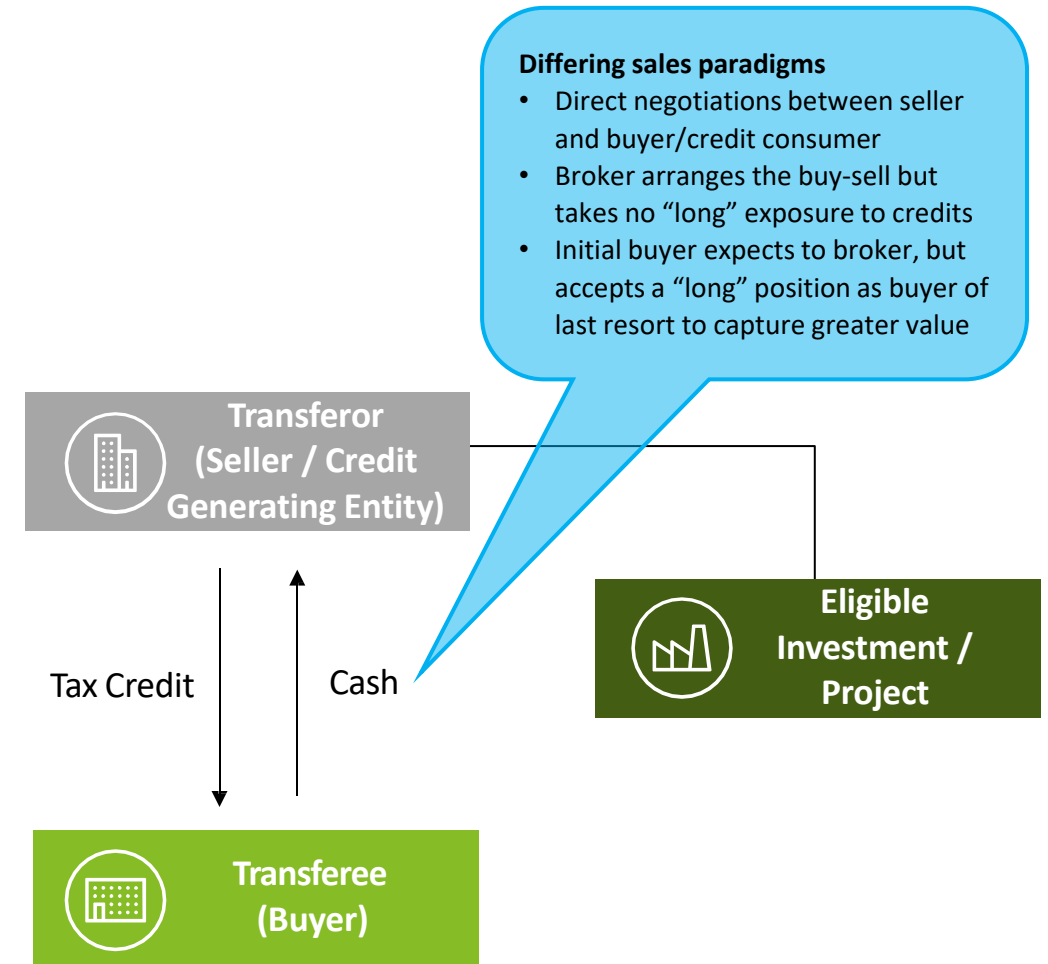 Differing sales paradigms
• Direct negotiations between seller
and buyer/credit consumer
• Broker arranges the buy-sell but
takes no “long” exposure to credits
• Initial buyer expects to broker, but
accepts a “long” position as buyer of
last resort to capture greater value
Transferor
(Seller / Credit
Generating Entity)
Eligible
Investment /
Project
Tax Credit
Cash
Transferee
(Buyer)